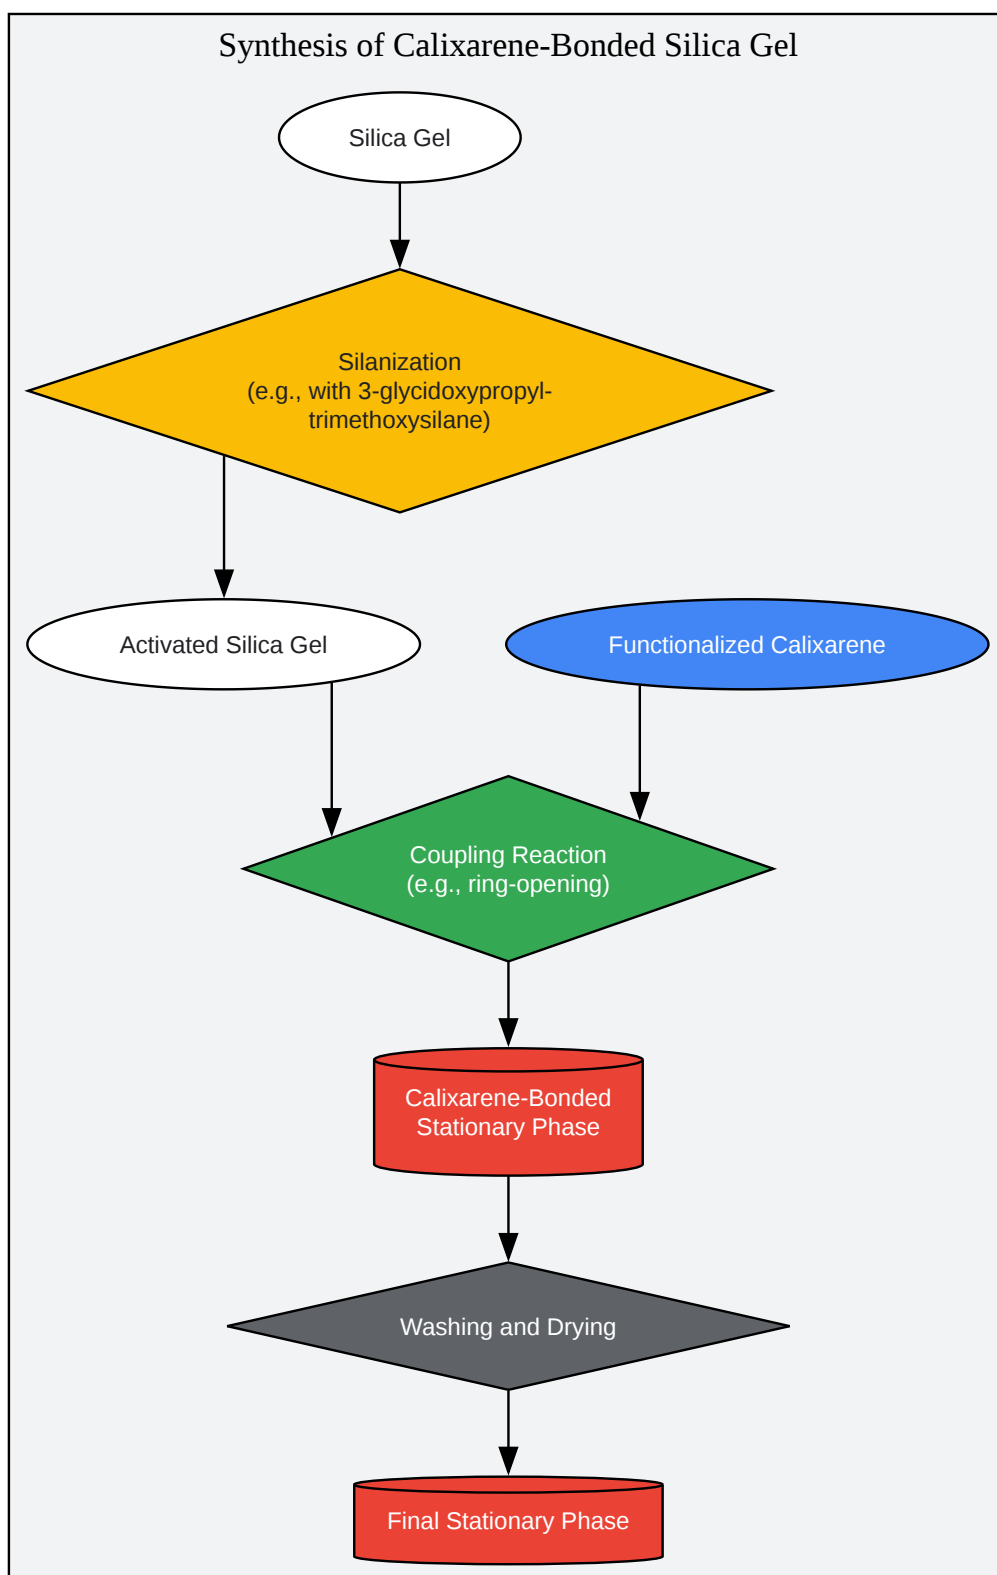 Synthesis of Calixarene-Bonded Silica Gel
Silica Gel
Silanization
(e.g., with 3-glycidoxypropyl-
trimethoxysilane)
Activated Silica Gel
Functionalized Calixarene
Coupling Reaction
(e.g., ring-opening)
Calixarene-Bonded
Stationary Phase
Washing and Drying
Final Stationary Phase